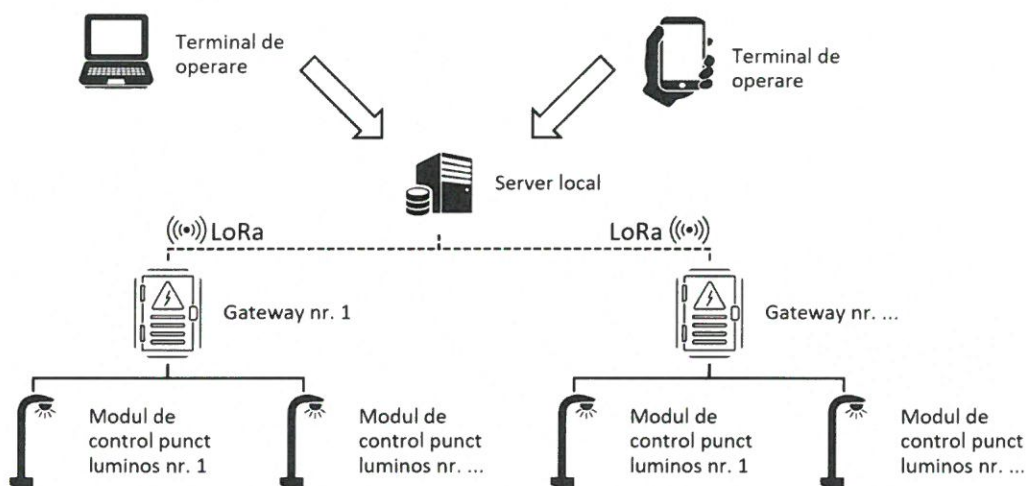 Terminal de
operare
Terminal de
operare
Server local
LoRa
LoRa
Gateway nr. 1
Gateway nr. ...
Modul de
control punct
luminos nr. 1
Modul de
control punct
luminos nr. ...
Modul de
control punct
luminos nr. 1
Modul de
control punct
luminos nr. ...